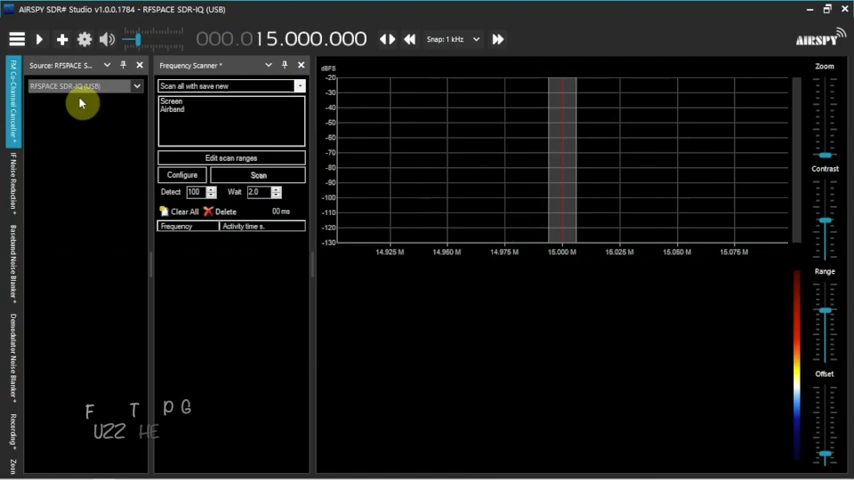 AIRSPY SDR# Studio v1.0.0.1784 - RFSPACE SDR-IQ (USB)
000.015.000.000
Snap: 1 kHz
AIRSPY
FM Co-Channel Canceller *
IF Noise Reduction *
Baseband Noise Blanker *
Demodulator Noise Blanker *
Recording *
Zoom
Source: RFSPACE S...
RFSPACE SDR-IQ (USB)
Frequency Scanner *
Scan all with save new
Screen
Airband
Edit scan ranges
Configure
Scan
Detect 100 Wait 2.0
Clear All Delete 00 ms
Frequency Activity time s.
dBFS
-20
-30
-40
-50
-60
-70
-80
-90
-100
-110
-120
-130
14.925 M 14.950 M 14.975 M 15.000 M 15.025 M 15.050 M 15.075 M
Zoom
Contrast
Range
Offset
F T P G
UZZ HE